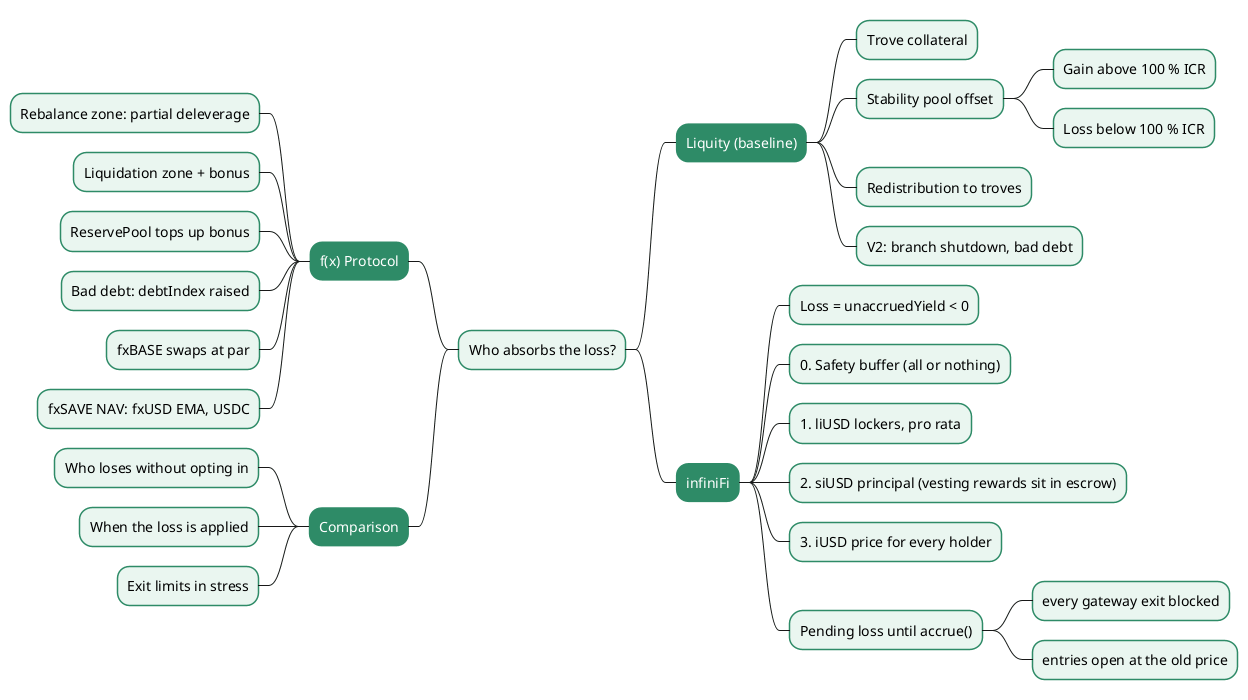 Who absorbs the loss?
Liquity (baseline)
Trove collateral
Stability pool offset
Gain above 100 % ICR
Loss below 100 % ICR
Redistribution to troves
V2: branch shutdown, bad debt
infiniFi
Loss = unaccruedYield < 0
0. Safety buffer (all or nothing)
1. liUSD lockers, pro rata
2. siUSD principal (vesting rewards sit in escrow)
3. iUSD price for every holder
Pending loss until accrue()
every gateway exit blocked
entries open at the old price
f(x) Protocol
Rebalance zone: partial deleverage
Liquidation zone + bonus
ReservePool tops up bonus
Bad debt: debtIndex raised
fxBASE swaps at par
fxSAVE NAV: fxUSD EMA, USDC
Comparison
Who loses without opting in
When the loss is applied
Exit limits in stress